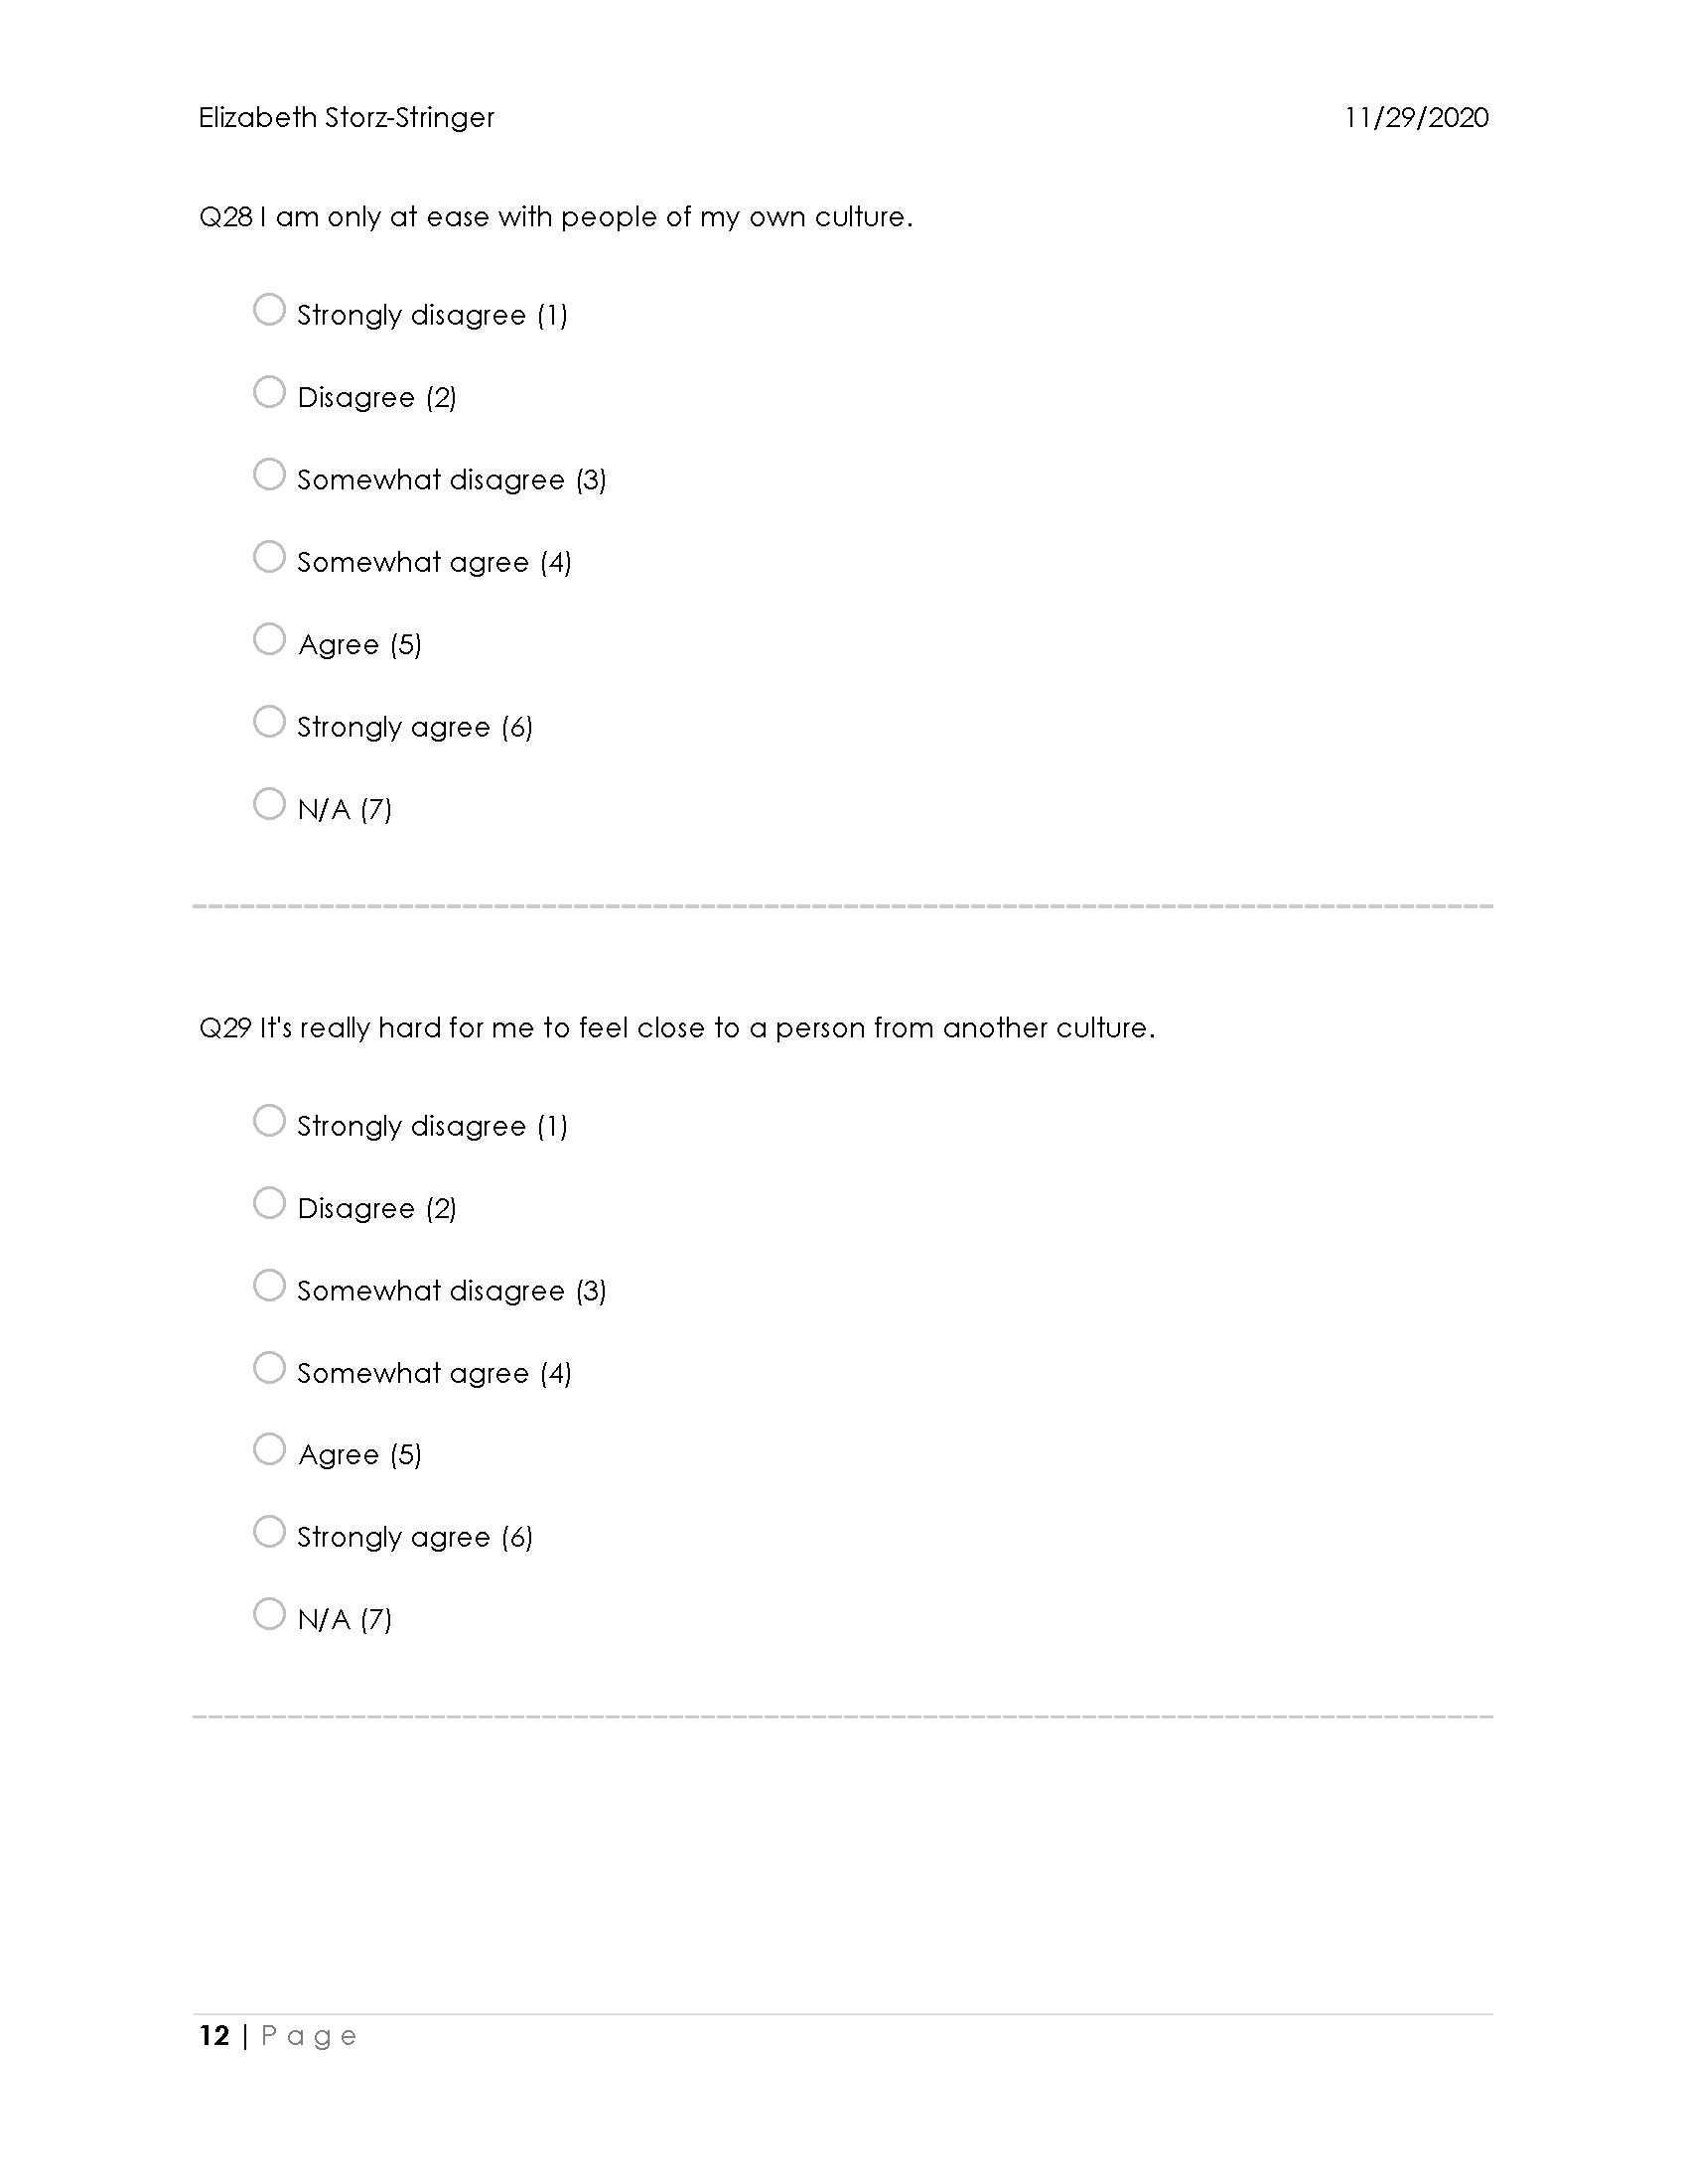 Elizabeth Storz-Stringer 11/29/2020
Q28 I am only at ease with people of my own culture.
Strongly disagree (1)
Disagree (2)
Somewhat disagree (3)
Somewhat agree (4)
Agree (5)
Strongly agree (6)
N/A (7)
Q29 It's really hard for me to feel close to a person from another culture.
Strongly disagree (1)
Disagree (2)
Somewhat disagree (3)
Somewhat agree (4)
Agree (5)
Strongly agree (6)
N/A (7)
12 | Page